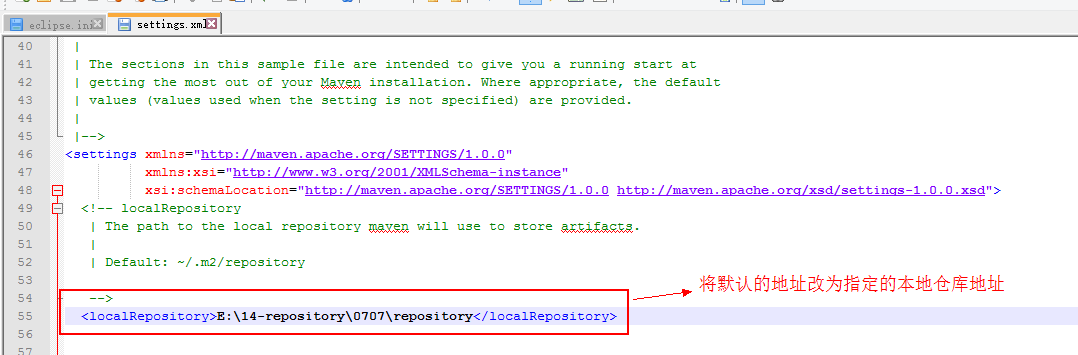 eclipse.ini
settings.xml
40 |
41 | The sections in this sample file are intended to give you a running start at
42 | getting the most out of your Maven installation. Where appropriate, the default
43 | values (values used when the setting is not specified) are provided.
44 |
45 |-->
46 <settings xmlns="http://maven.apache.org/SETTINGS/1.0.0"
47 xmlns:xsi="http://www.w3.org/2001/XMLSchema-instance"
48 xsi:schemaLocation="http://maven.apache.org/SETTINGS/1.0.0 http://maven.apache.org/xsd/settings-1.0.0.xsd">
49 <!-- localRepository
50 | The path to the local repository maven will use to store artifacts.
51 |
52 | Default: ~/.m2/repository
53
54 -->
将默认的地址改为指定的本地仓库地址
55 <localRepository>E:\14-repository\0707\repository</localRepository>
56
57